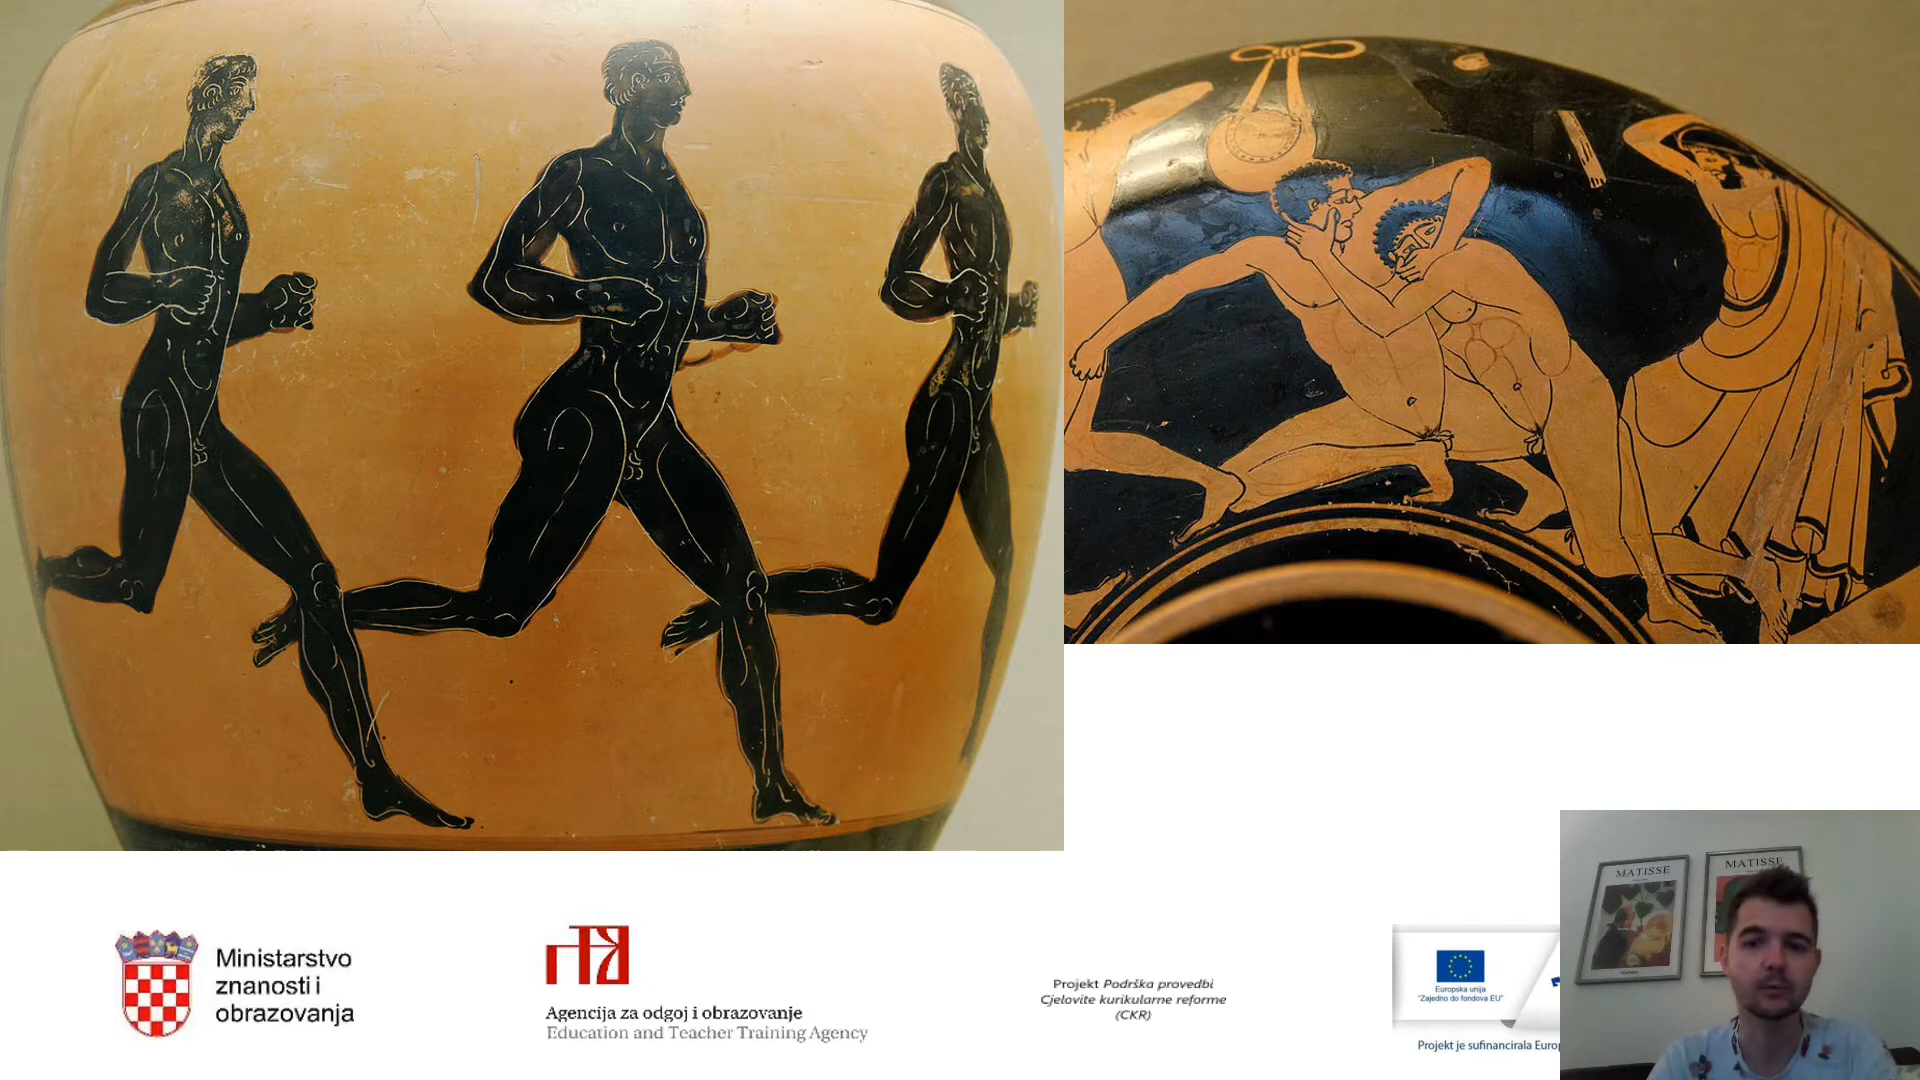 Ministarstvo
znanosti i
obrazovanja
Agencija za odgoj i obrazovanje
Education and Teacher Training Agency
Projekt Podrška provedbi
Cjelovite kurikularne reforme
(CKR)
Europska unija
"Zajedno do fondova EU"
Projekt je sufinancirala Europ
MATISSE
MATISSE